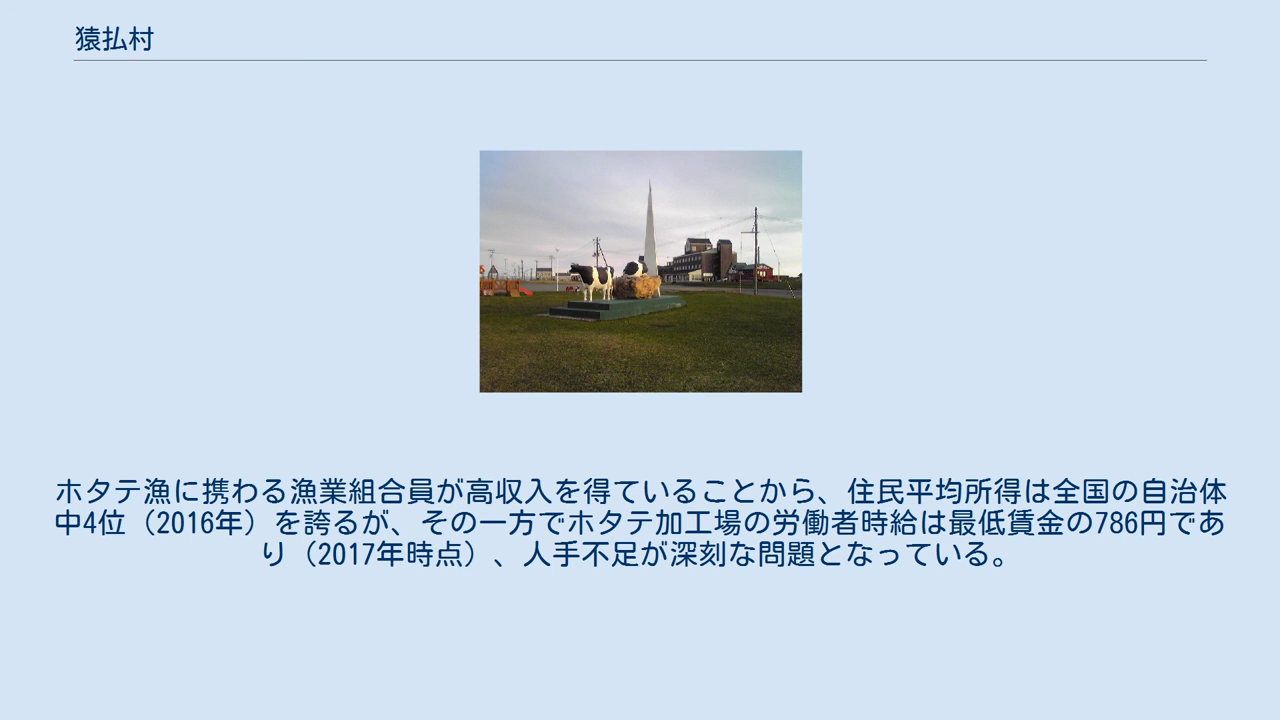 猿払村
ホタテ漁に携わる漁業組合員が高収入を得ていることから、住民平均所得は全国の自治体
中4位（2016年）を誇るが、その一方でホタテ加工場の労働者時給は最低賃金の786円であ
り（2017年時点）、人手不足が深刻な問題となっている。